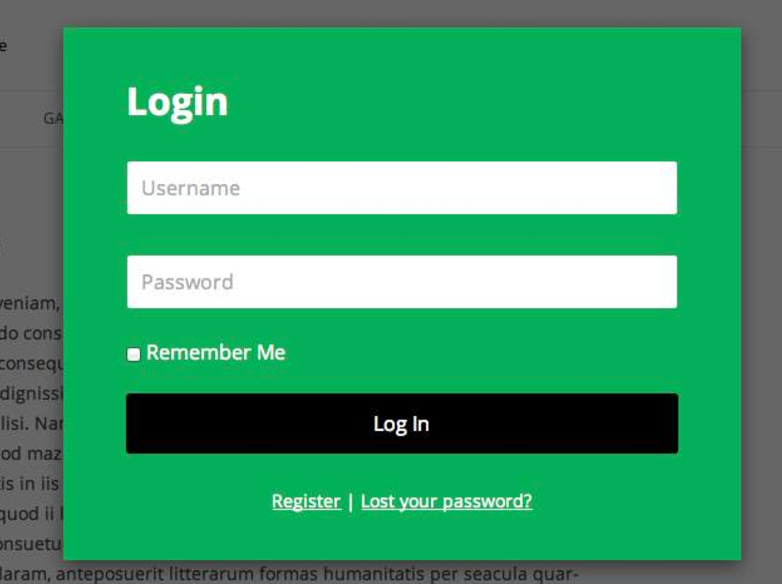 e
GA
Login
Username
veniam,
Password
do cons
Remember Me
consequ
dignissi
lisi. Nar
Log In
od maz
is in iis
Register | Lost your password?
quod ii l
onsuetu
laram, anteposuerit litterarum formas humanitatis per seacula quar-